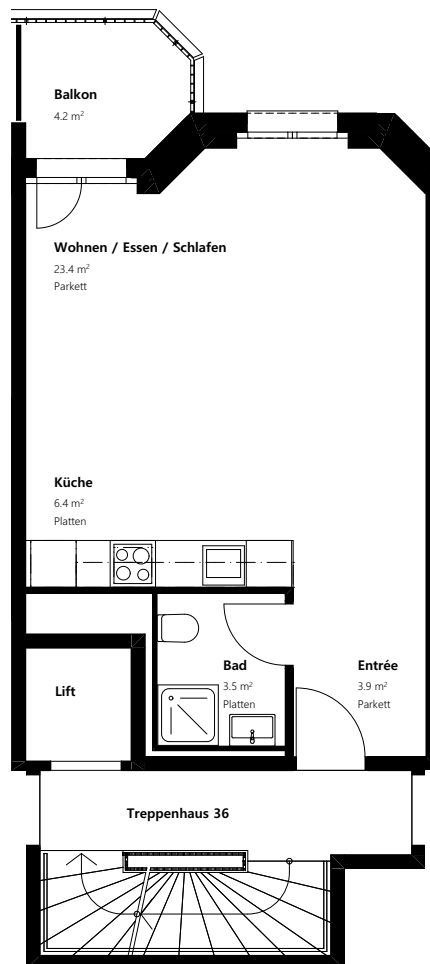 Balkon
4.2 m²
Wohnen / Essen / Schlafen
23.4 m²
Parkett
Küche
6.4 m²
Platten
Bad
3.5 m²
Platten
Entrée
3.9 m²
Parkett
Lift
Treppenhaus 36